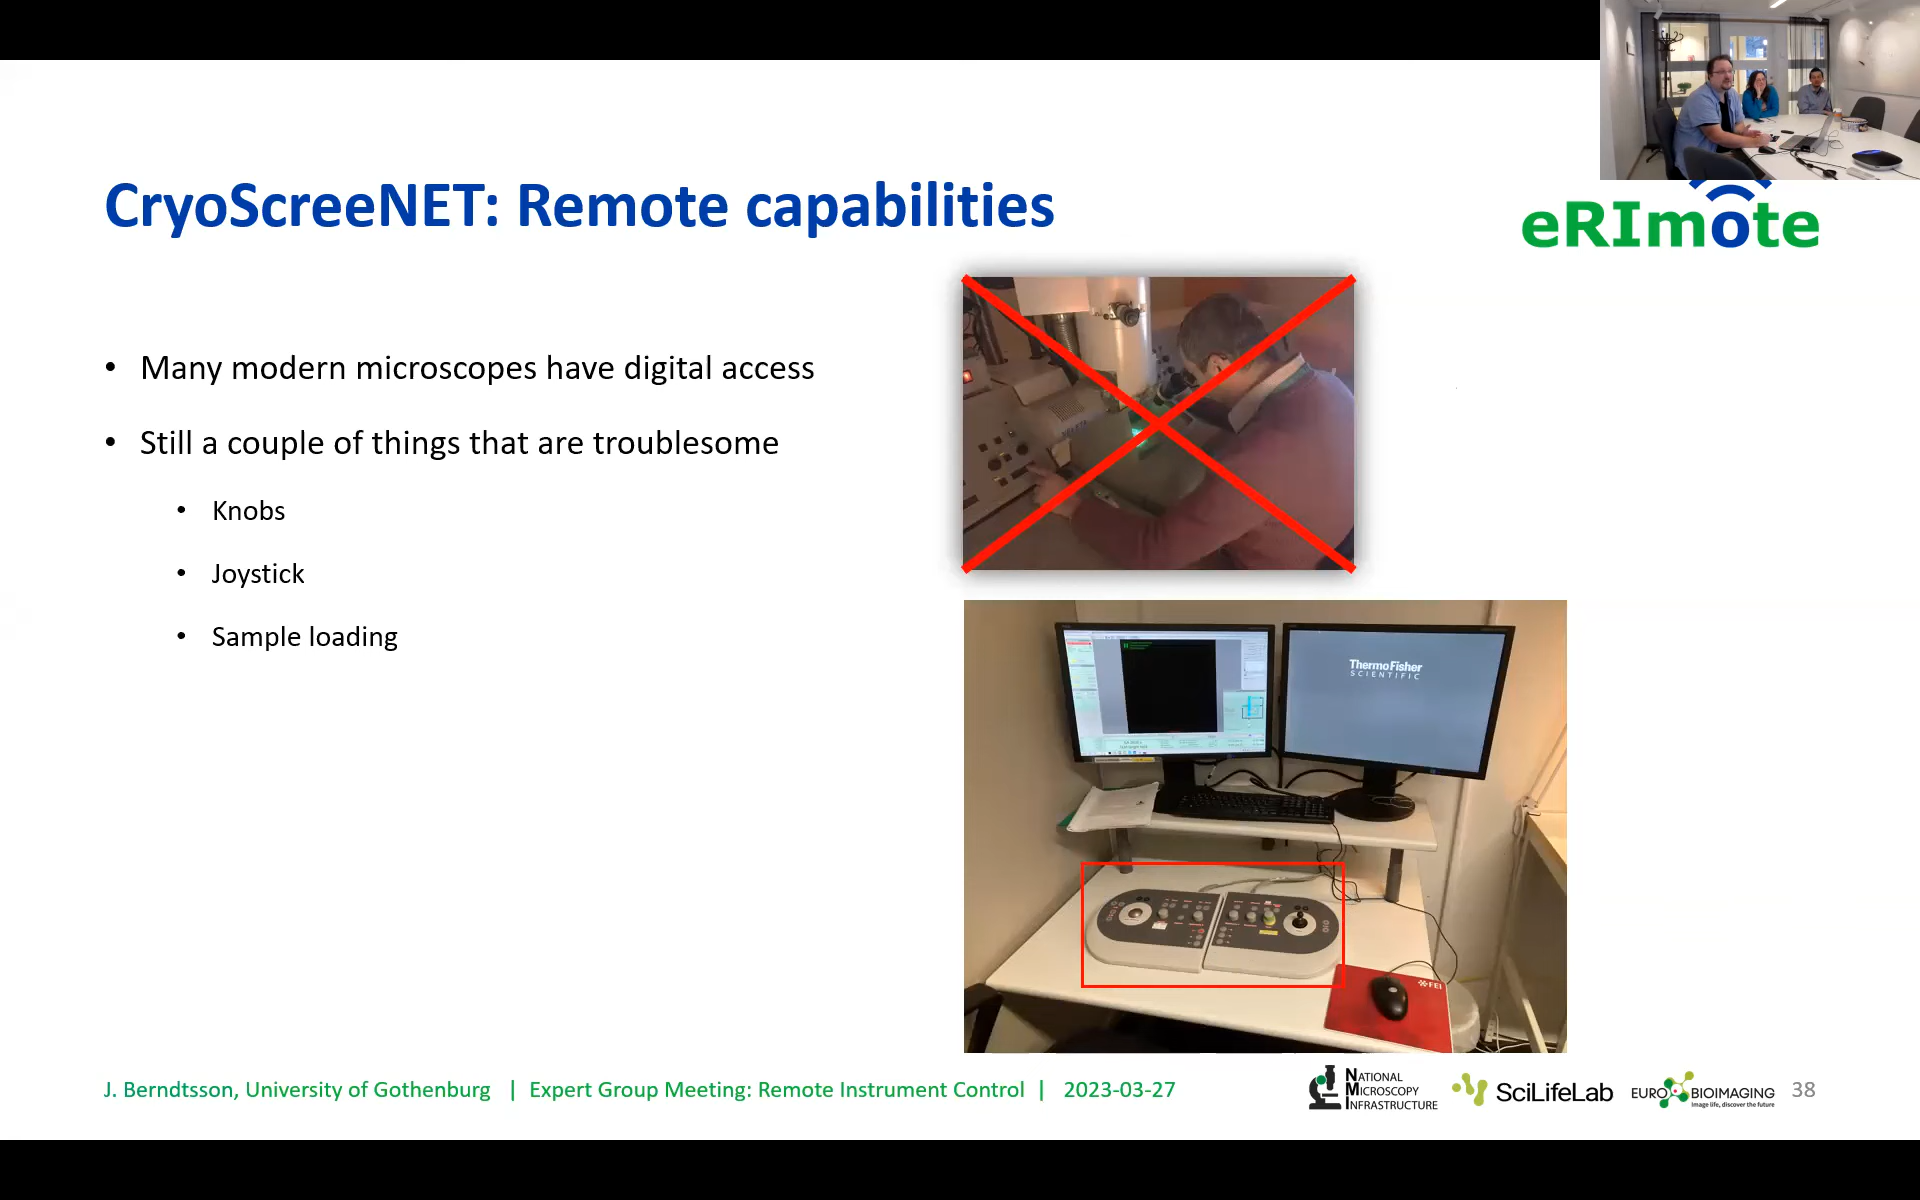 CryoScreeNET: Remote capabilities
eRImote
• Many modern microscopes have digital access
• Still a couple of things that are troublesome
• Knobs
• Joystick
• Sample loading
ThermoFisher
SCIENTIFIC
FEI
J. Berndtsson, University of Gothenburg | Expert Group Meeting: Remote Instrument Control | 2023-03-27
NATIONAL
MICROSCOPY
INFRASTRUCTURE
SciLifeLab
EURO BIOIMAGING
Image life, discover the future
38